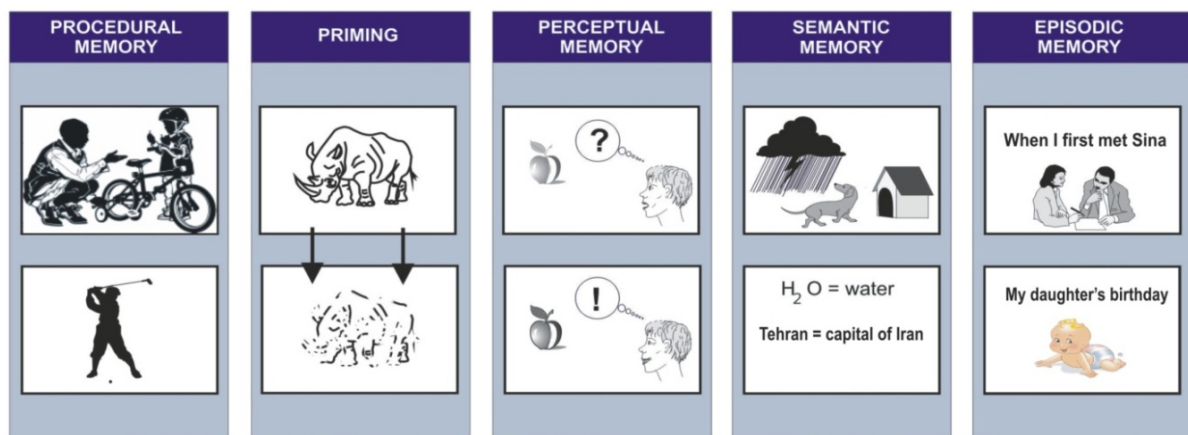 PROCEDURAL
MEMORY
PRIMING
PERCEPTUAL
MEMORY
SEMANTIC
MEMORY
EPISODIC
MEMORY
?
!
H₂ O = water
Tehran = capital of Iran
When I first met Sina
My daughter's birthday